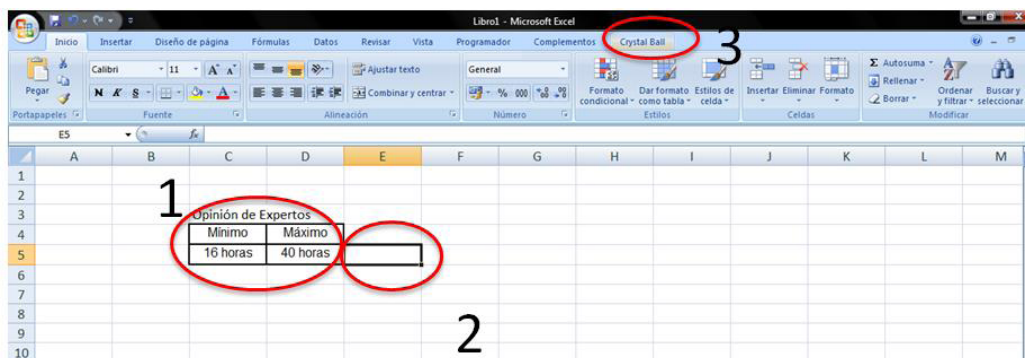 Libro1 - Microsoft Excel
Inicio Insertar Diseño de página Fórmulas Datos Revisar Vista Programador Complementos Crystal Ball 3
Pegar Calibri 11 A A Ajustar texto General Formato condicional Dar formato como tabla Estilos de celda Insertar Eliminar Formato Σ Autosuma Rellenar Borrar Ordenar y filtrar Buscar y seleccionar
N K S A Combinar y centrar % 000
Portapapeles Fuente Alineación Número Estilos Celdas Modificar
E5 fx
A B C D E F G H I J K L M
1
2
1
3 Opinión de Expertos
4 Mínimo Máximo
5 16 horas 40 horas
6
7
8
2
9
10